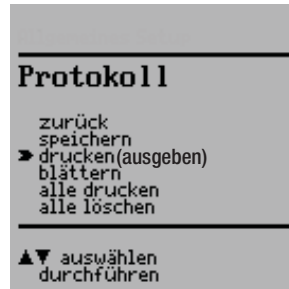 Protokoll
zurück
speichern
drucken(ausgeben)
blättern
alle drucken
alle löschen
▲▼ auswählen
durchführen